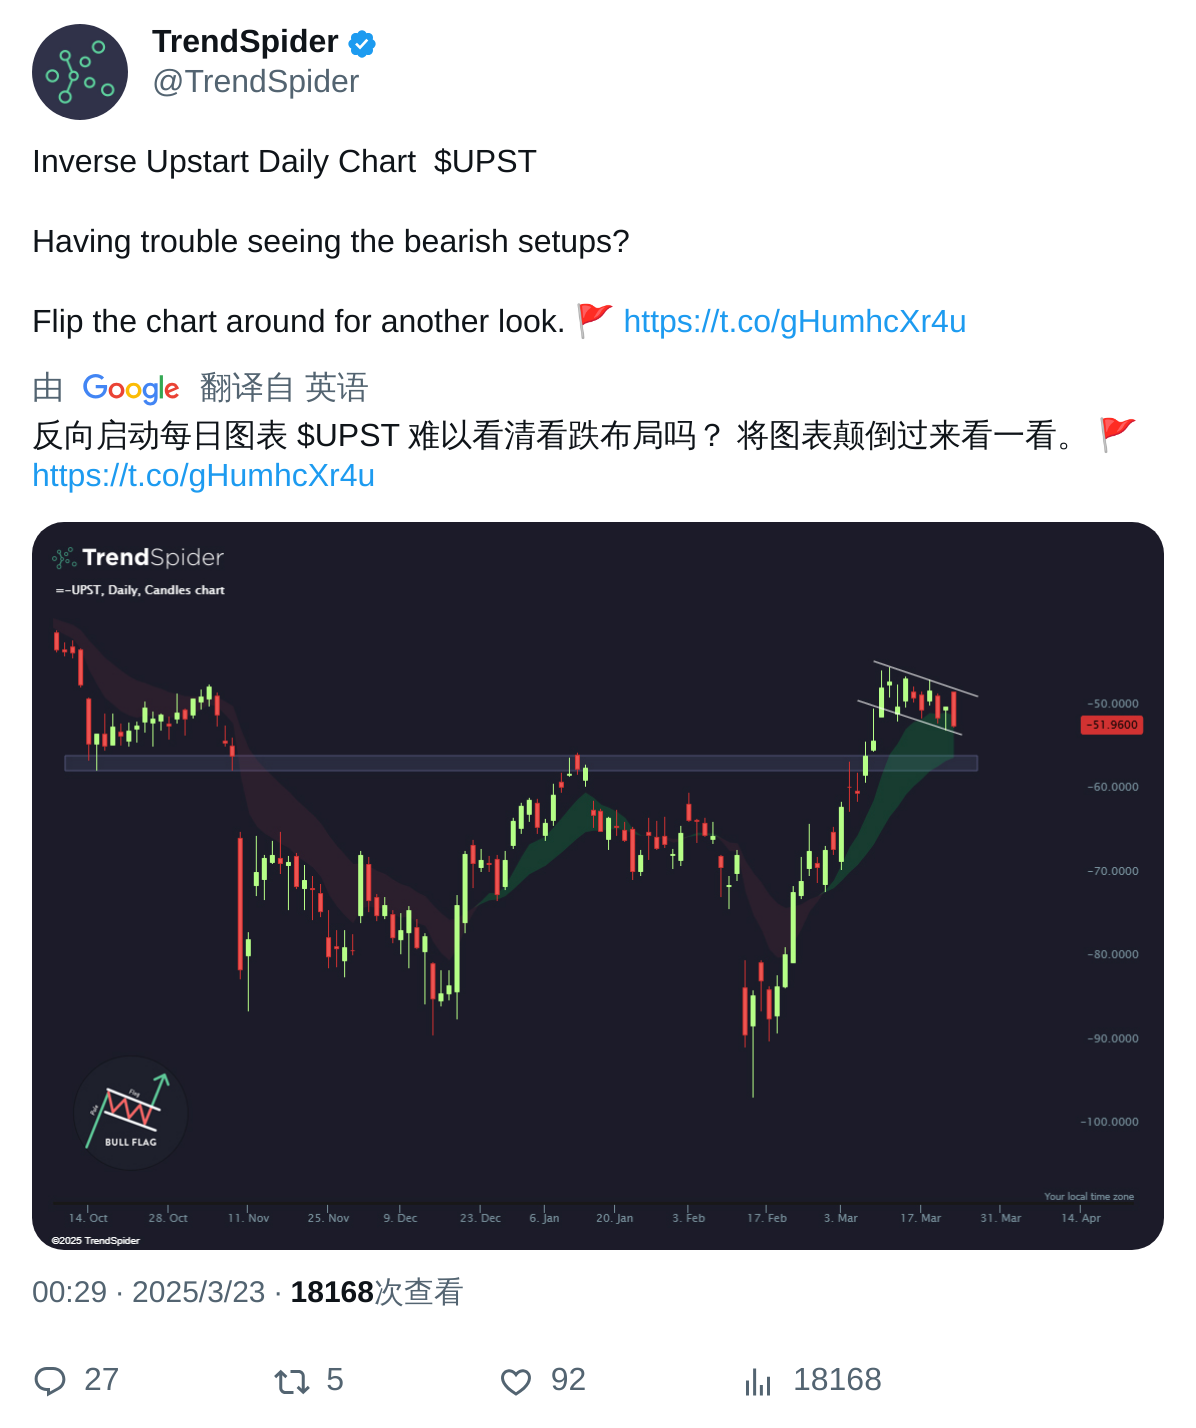 TrendSpider
@TrendSpider
Inverse Upstart Daily Chart $UPST
Having trouble seeing the bearish setups?
Flip the chart around for another look. 🚩 https://t.co/gHumhcXr4u
由 Google 翻译自 英语
反向启动每日图表 $UPST 难以看清看跌布局吗？ 将图表颠倒过来看一看。 🚩
https://t.co/gHumhcXr4u
TrendSpider
=-UPST, Daily, Candles chart
-50.0000
-51.9600
-60.0000
-70.0000
-80.0000
-90.0000
-100.0000
Flag
Pole
BULL FLAG
Your local time zone
14. Oct 28. Oct 11. Nov 25. Nov 9. Dec 23. Dec 6. Jan 20. Jan 3. Feb 17. Feb 3. Mar 17. Mar 31. Mar 14. Apr
©2025 TrendSpider
00:29 · 2025/3/23 · 18168次查看
27 5 92 18168